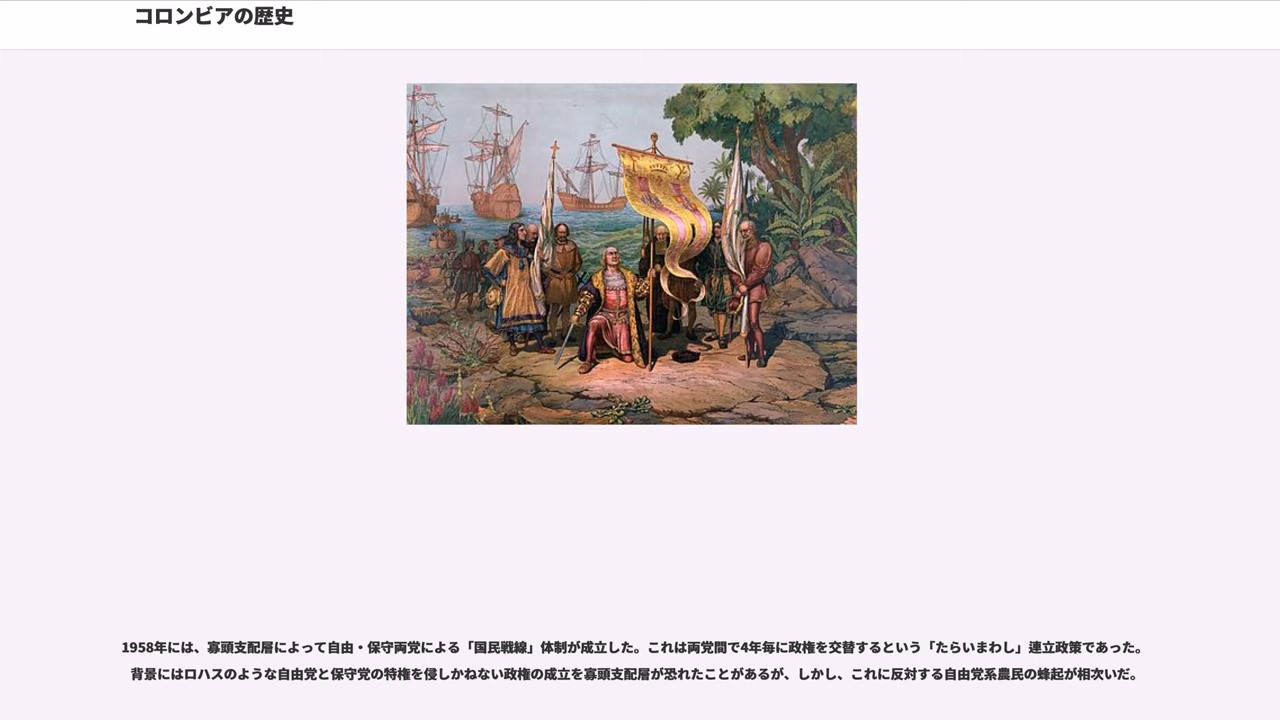 コロンビアの歴史
1958年には、寡頭支配層によって自由・保守両党による「国民戦線」体制が成立した。これは両党間で4年毎に政権を交替するという「たらいまわし」連立政策であった。
背景にはロハスのような自由党と保守党の特権を侵しかねない政権の成立を寡頭支配層が恐れたことがあるが、しかし、これに反対する自由党系農民の蜂起が相次いだ。